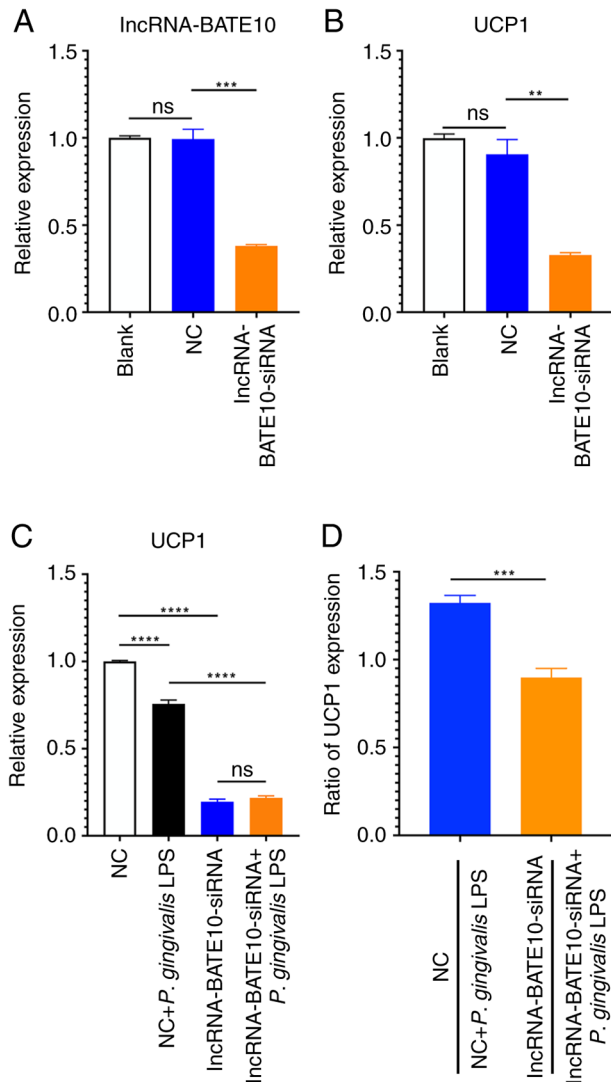 A
lncRNA-BATE10
Relative expression
1.5
1.0
0.5
0.0
ns
***
Blank
NC
lncRNA-
BATE10-siRNA
B
UCP1
Relative expression
1.5
1.0
0.5
0.0
ns
**
Blank
NC
lncRNA-
BATE10-siRNA
C
UCP1
Relative expression
1.5
1.0
0.5
0.0
****
****
****
ns
NC
NC+P. gingivalis LPS
lncRNA-BATE10-siRNA
lncRNA-BATE10-siRNA+
P. gingivalis LPS
D
Ratio of UCP1 expression
1.5
1.0
0.5
0.0
***
NC
NC+P. gingivalis LPS
lncRNA-BATE10-siRNA
lncRNA-BATE10-siRNA+
P. gingivalis LPS